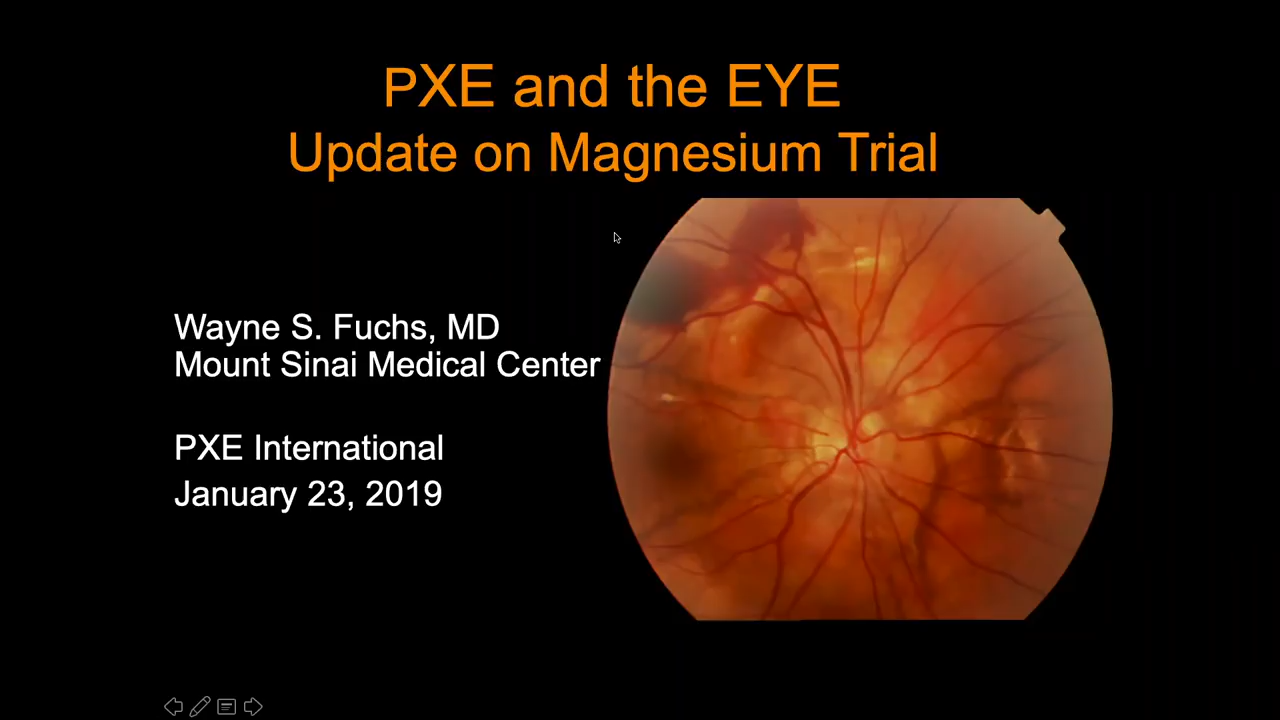 PXE and the EYE
Update on Magnesium Trial
Wayne S. Fuchs, MD
Mount Sinai Medical Center
PXE International
January 23, 2019